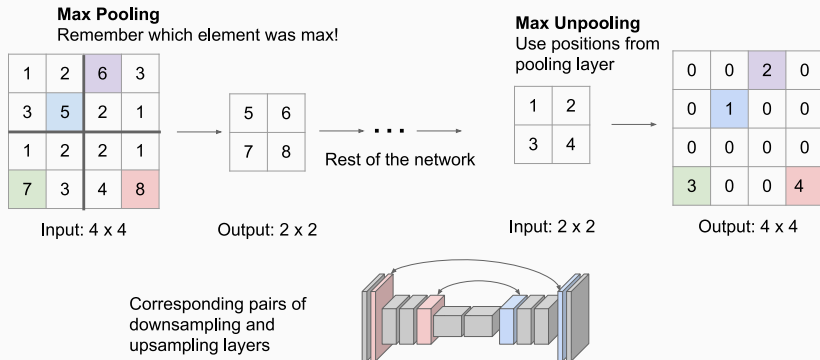 Max Pooling
Remember which element was max!
1 2 6 3
3 5 2 1
1 2 2 1
7 3 4 8
Input: 4 x 4
5 6
7 8
Output: 2 x 2
...
Rest of the network
Max Unpooling
Use positions from
pooling layer
1 2
3 4
Input: 2 x 2
0 0 2 0
0 1 0 0
0 0 0 0
3 0 0 4
Output: 4 x 4
Corresponding pairs of
downsampling and
upsampling layers